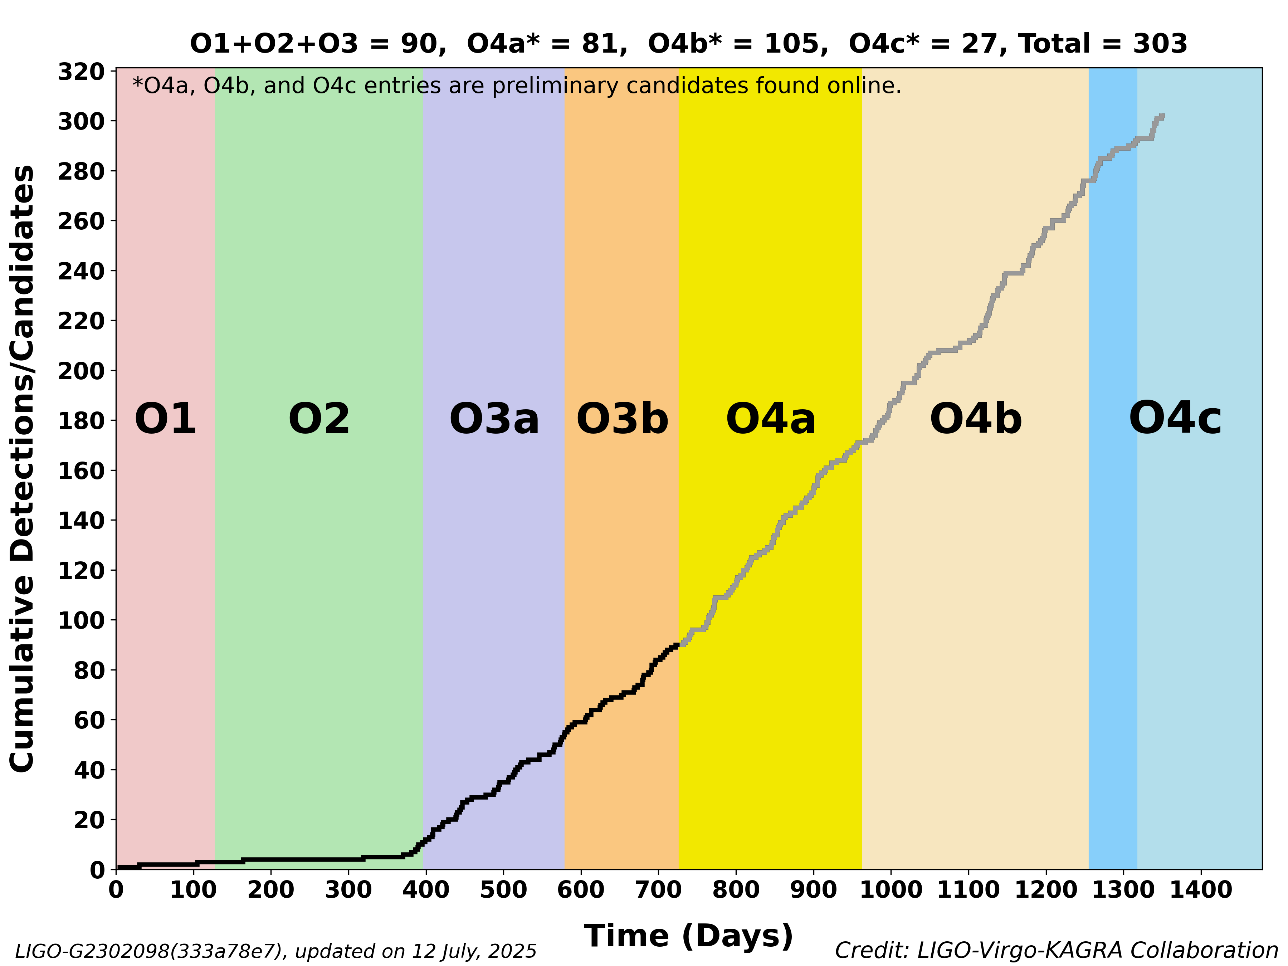 O1+O2+O3 = 90, O4a* = 81, O4b* = 105, O4c* = 27, Total = 303
*O4a, O4b, and O4c entries are preliminary candidates found online.
Cumulative Detections/Candidates
320
300
280
260
240
220
200
180
160
140
120
100
80
60
40
20
0
O1 O2 O3a O3b O4a O4b O4c
0 100 200 300 400 500 600 700 800 900 1000 1100 1200 1300 1400
Time (Days)
LIGO-G2302098(333a78e7), updated on 12 July, 2025
Credit: LIGO-Virgo-KAGRA Collaboration